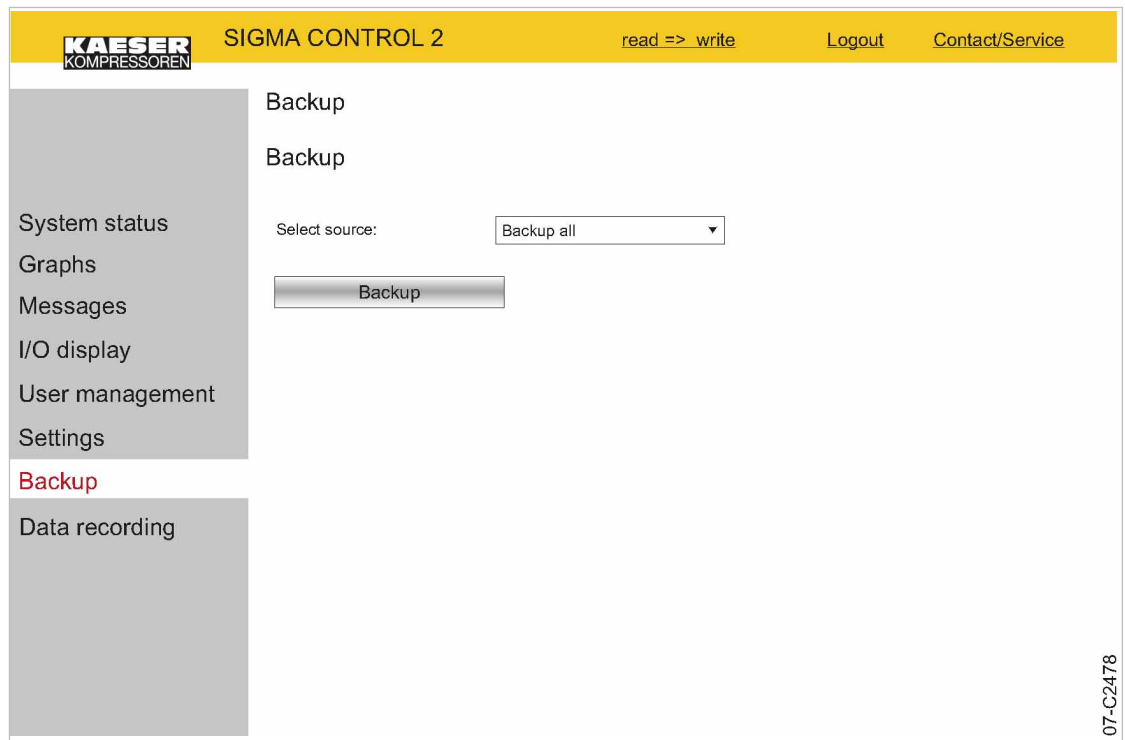 KAESER
KOMPRESSOREN
SIGMA CONTROL 2
read => write
Logout
Contact/Service
System status
Graphs
Messages
I/O display
User management
Settings
Backup
Data recording
Backup
Backup
Select source:
Backup all
Backup
07-C2478